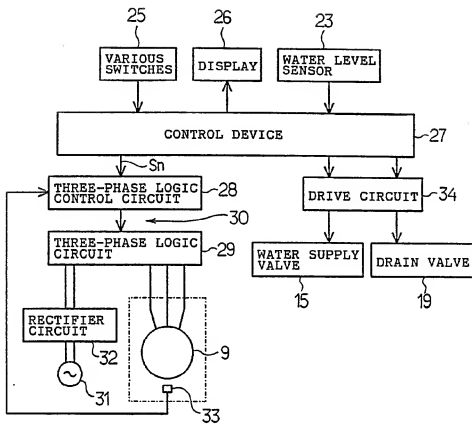 25
26
23
VARIOUS
SWITCHES
DISPLAY
WATER LEVEL
SENSOR
CONTROL DEVICE
27
Sn
THREE-PHASE LOGIC
CONTROL CIRCUIT
28
DRIVE CIRCUIT
34
30
THREE-PHASE LOGIC
CIRCUIT
29
WATER SUPPLY
VALVE
DRAIN VALVE
15
19
RECTIFIER
CIRCUIT
32
9
31
33